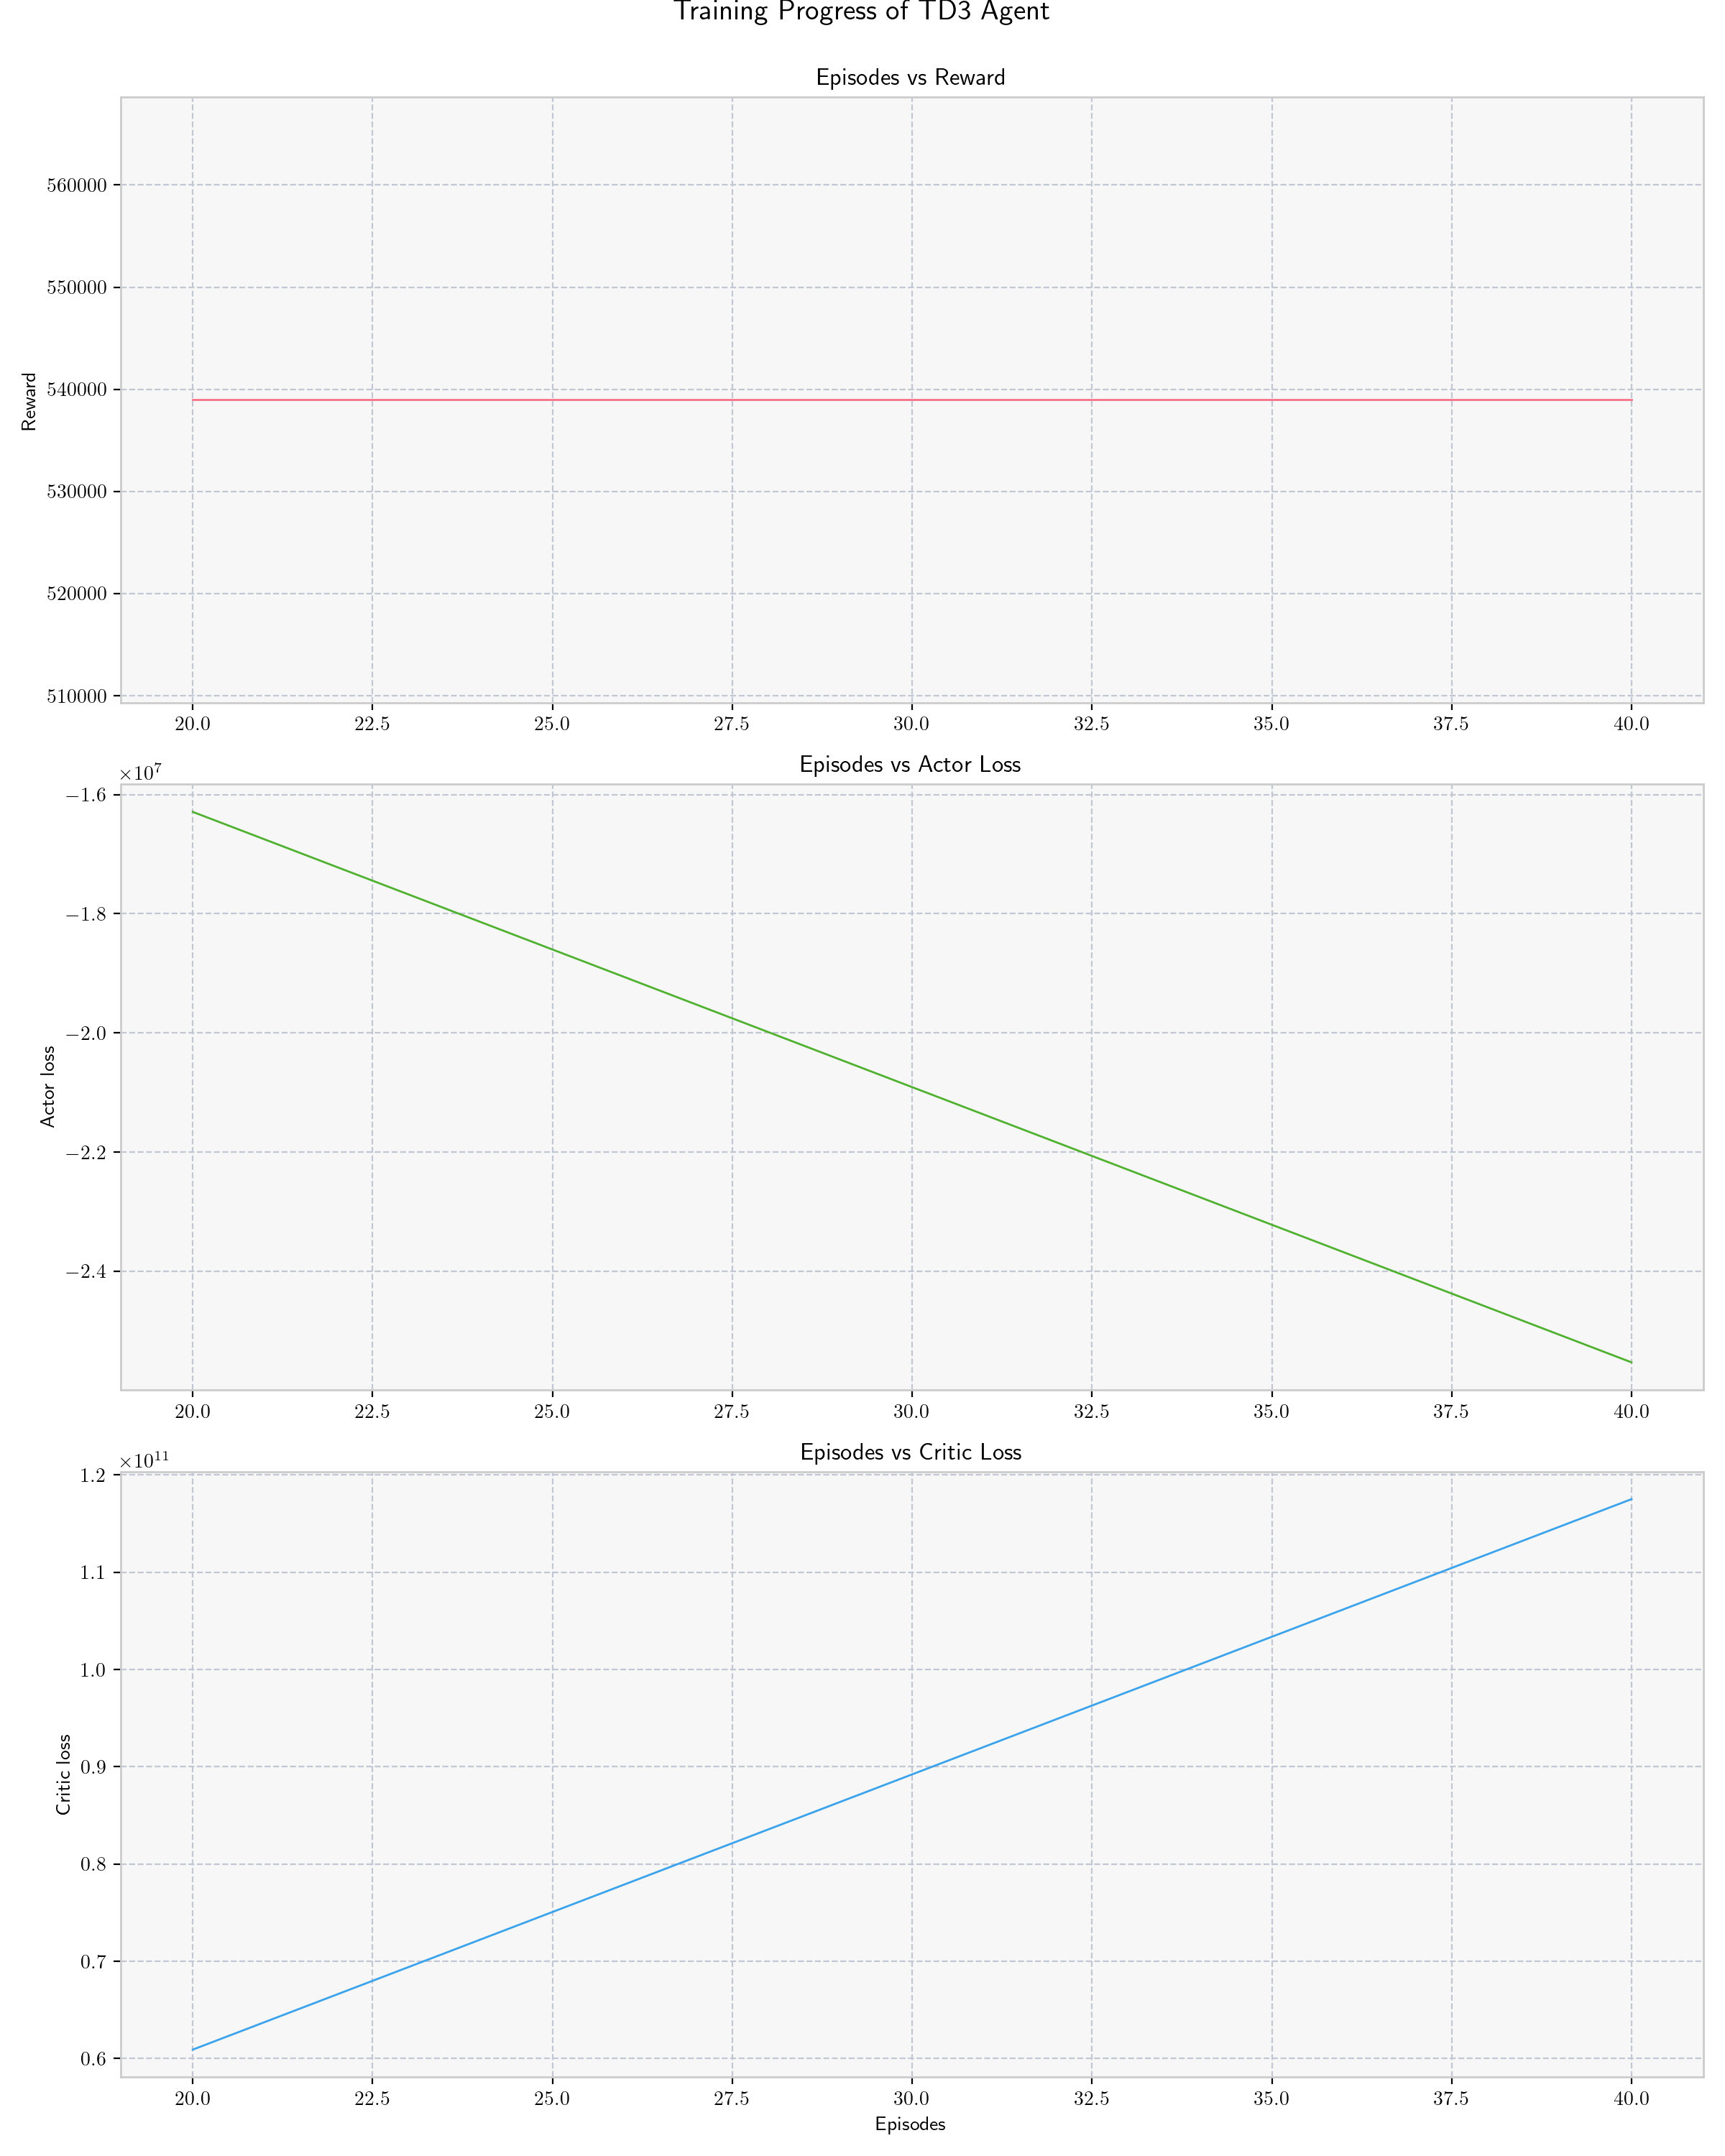 Training Progress of TD3 Agent
Episodes vs Reward
560000
550000
540000
530000
520000
510000
Reward
20.0 22.5 25.0 27.5 30.0 32.5 35.0 37.5 40.0
Episodes vs Actor Loss
×10⁷
−1.6
−1.8
−2.0
−2.2
−2.4
Actor loss
20.0 22.5 25.0 27.5 30.0 32.5 35.0 37.5 40.0
Episodes vs Critic Loss
×10¹¹
1.2
1.1
1.0
0.9
0.8
0.7
0.6
Critic loss
20.0 22.5 25.0 27.5 30.0 32.5 35.0 37.5 40.0
Episodes